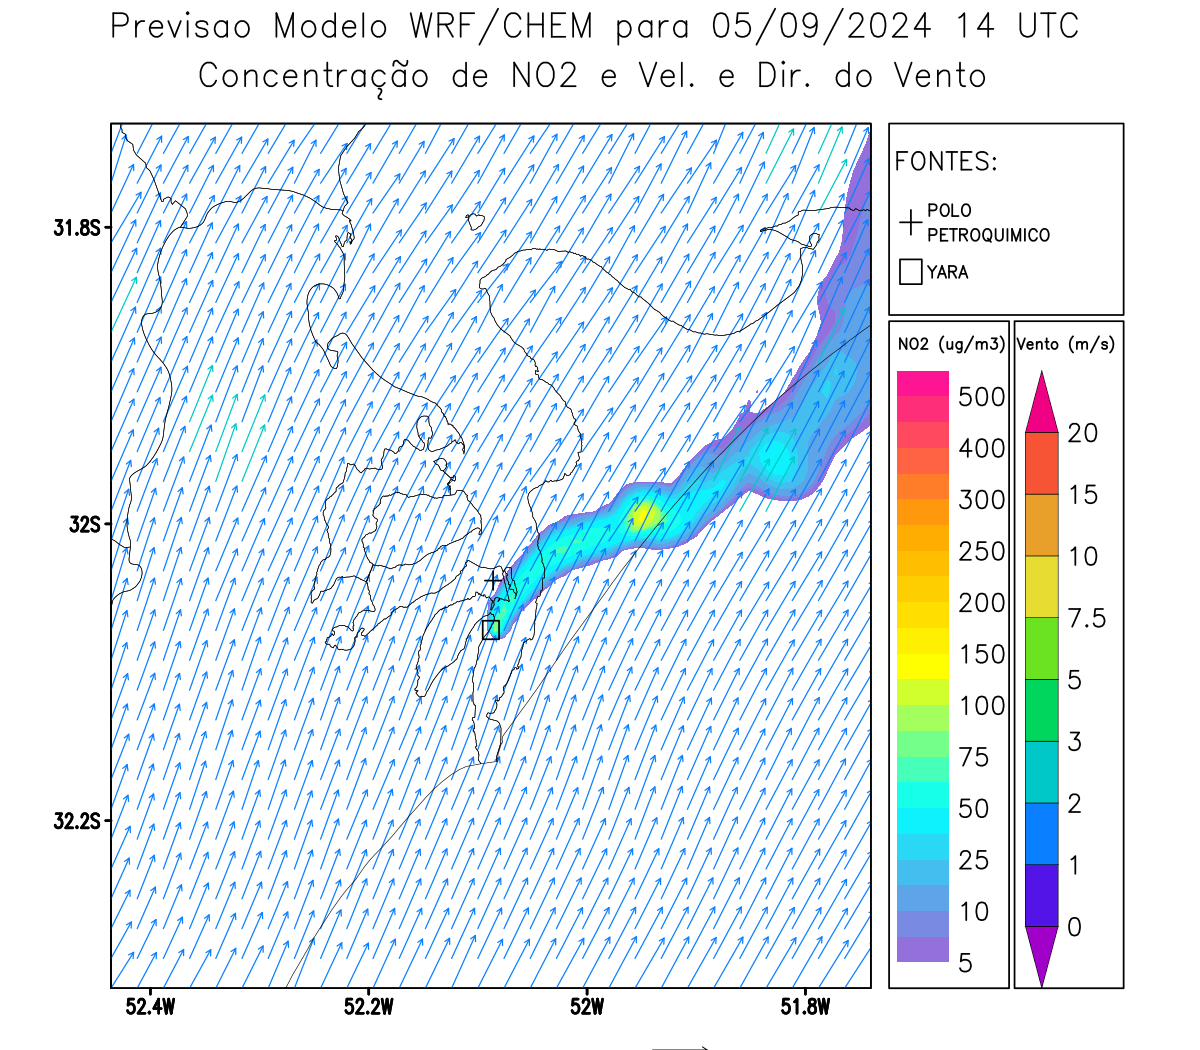 Previsao Modelo WRF/CHEM para 05/09/2024 14 UTC
Concentração de NO2 e Vel. e Dir. do Vento
FONTES:
POLO
PETROQUIMICO
YARA
NO2 (ug/m3)
500
400
300
250
200
150
100
75
50
25
10
5
Vento (m/s)
20
15
10
7.5
5
3
2
1
0
31.8S
32S
32.2S
52.4W
52.2W
52W
51.8W